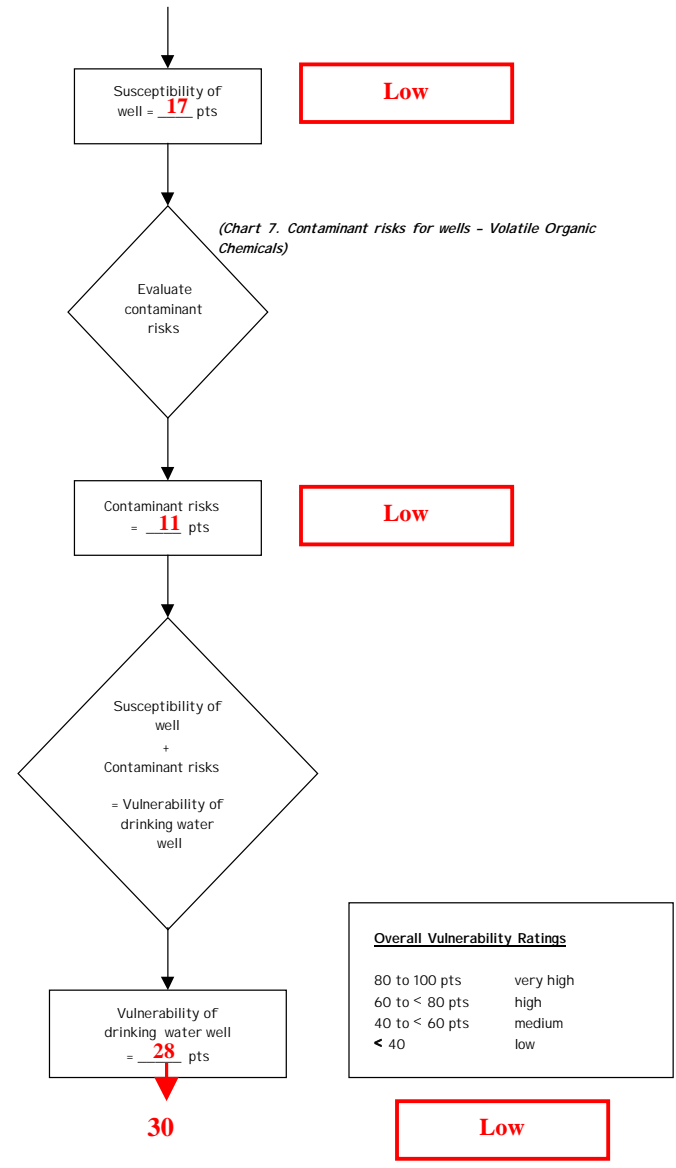 Susceptibility of
well = 17 pts
Low
(Chart 7. Contaminant risks for wells – Volatile Organic
Chemicals)
Evaluate
contaminant
risks
Contaminant risks
= 11 pts
Low
Susceptibility of
well
+
Contaminant risks
= Vulnerability of
drinking water
well
Overall Vulnerability Ratings
80 to 100 pts very high
60 to < 80 pts high
40 to < 60 pts medium
< 40 low
Vulnerability of
drinking water well
= 28 pts
30
Low